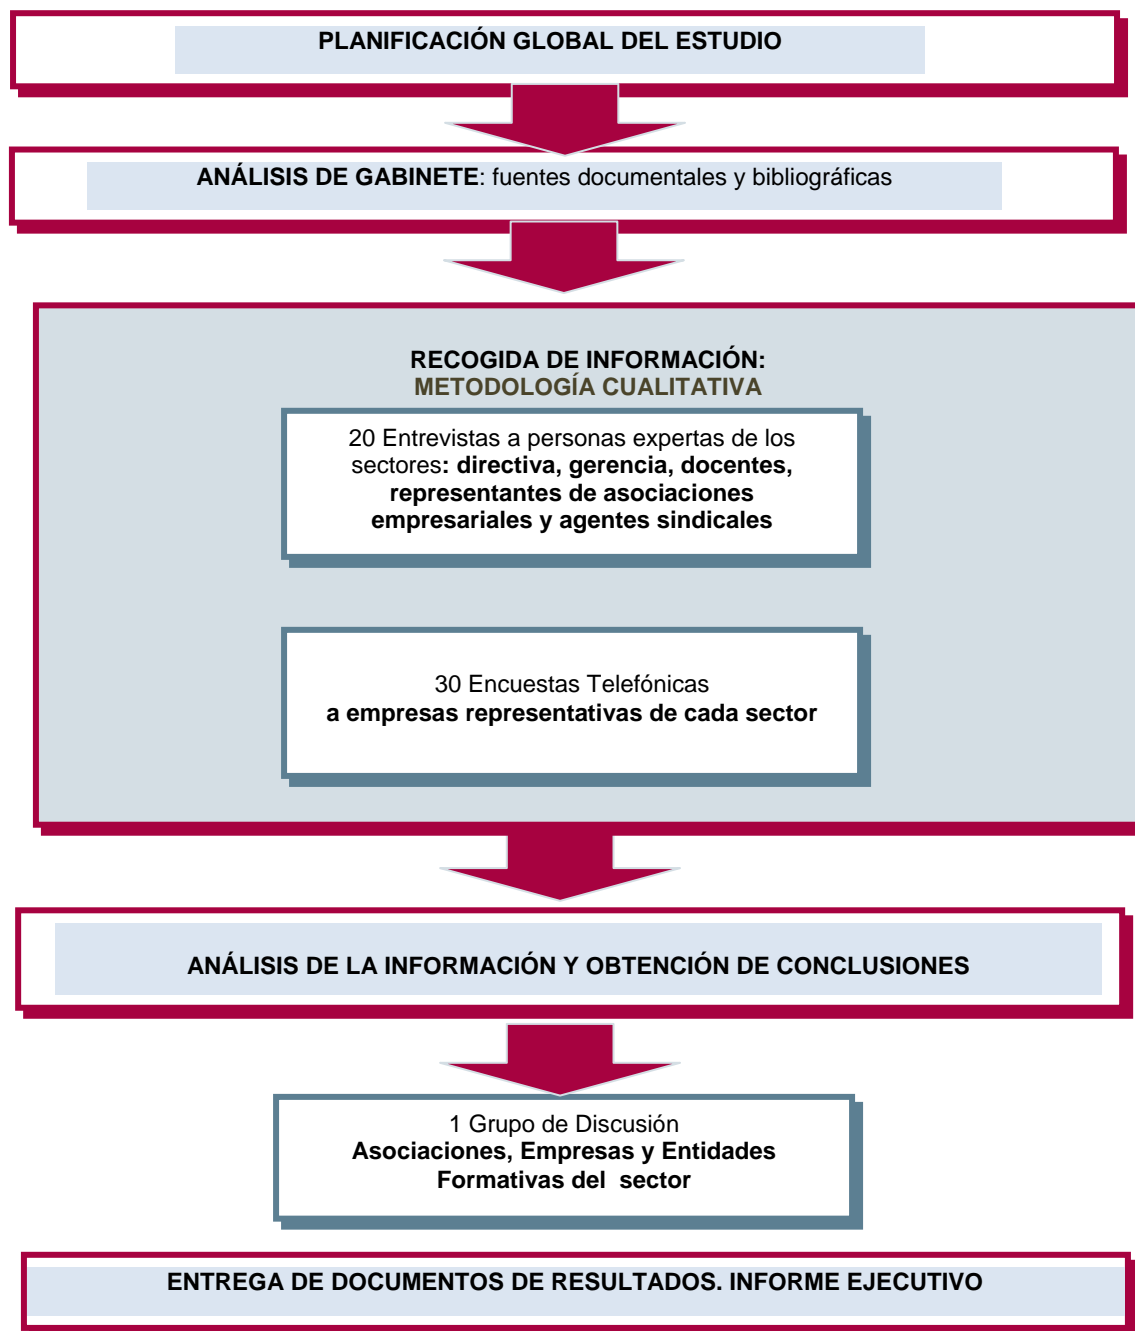 PLANIFICACIÓN GLOBAL DEL ESTUDIO
ANÁLISIS DE GABINETE: fuentes documentales y bibliográficas
RECOGIDA DE INFORMACIÓN:
METODOLOGÍA CUALITATIVA
20 Entrevistas a personas expertas de los
sectores: directiva, gerencia, docentes,
representantes de asociaciones
empresariales y agentes sindicales
30 Encuestas Telefónicas
a empresas representativas de cada sector
ANÁLISIS DE LA INFORMACIÓN Y OBTENCIÓN DE CONCLUSIONES
1 Grupo de Discusión
Asociaciones, Empresas y Entidades
Formativas del  sector
ENTREGA DE DOCUMENTOS DE RESULTADOS. INFORME EJECUTIVO